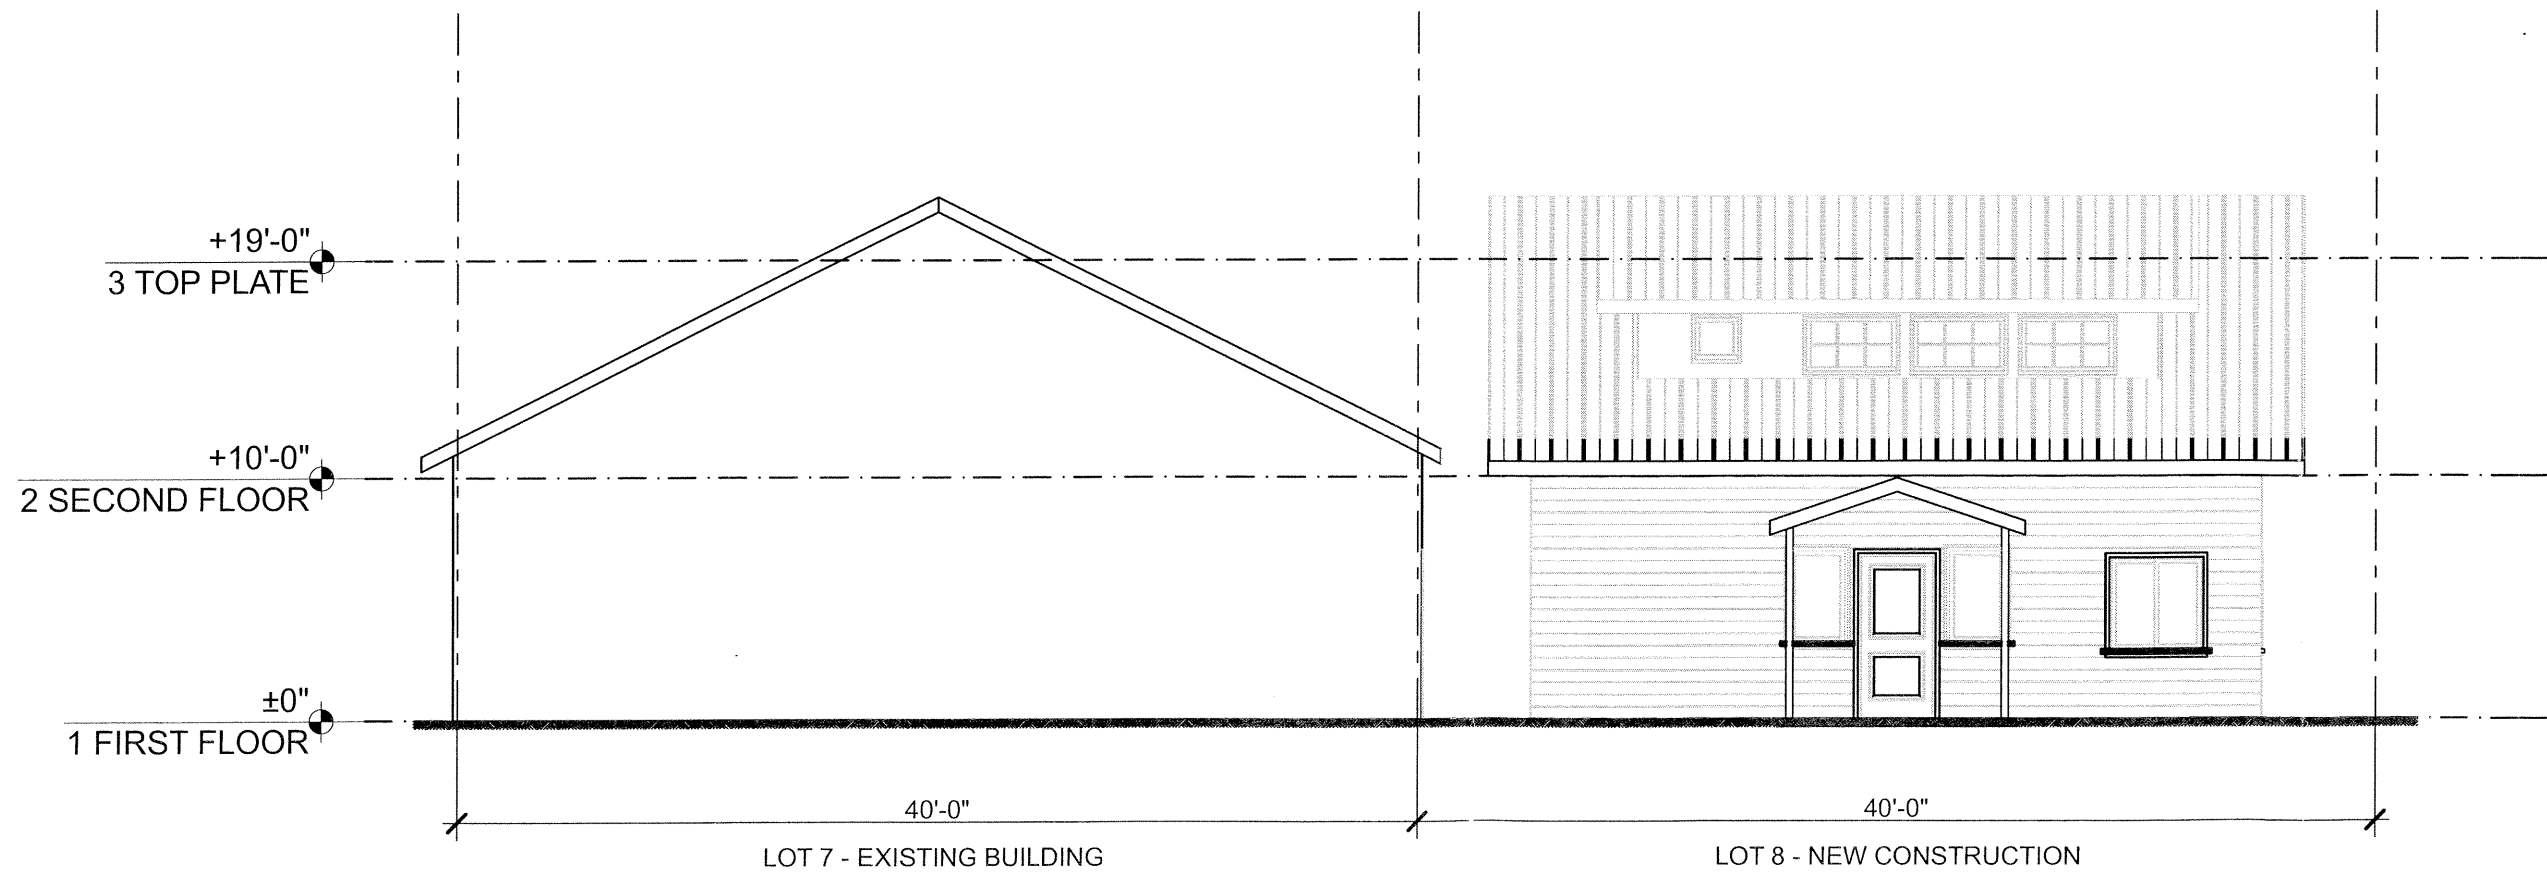 +19'-0"
3 TOP PLATE
+10'-0"
2 SECOND FLOOR
±0"
1 FIRST FLOOR
40'-0"
40'-0"
LOT 7 - EXISTING BUILDING
LOT 8 - NEW CONSTRUCTION